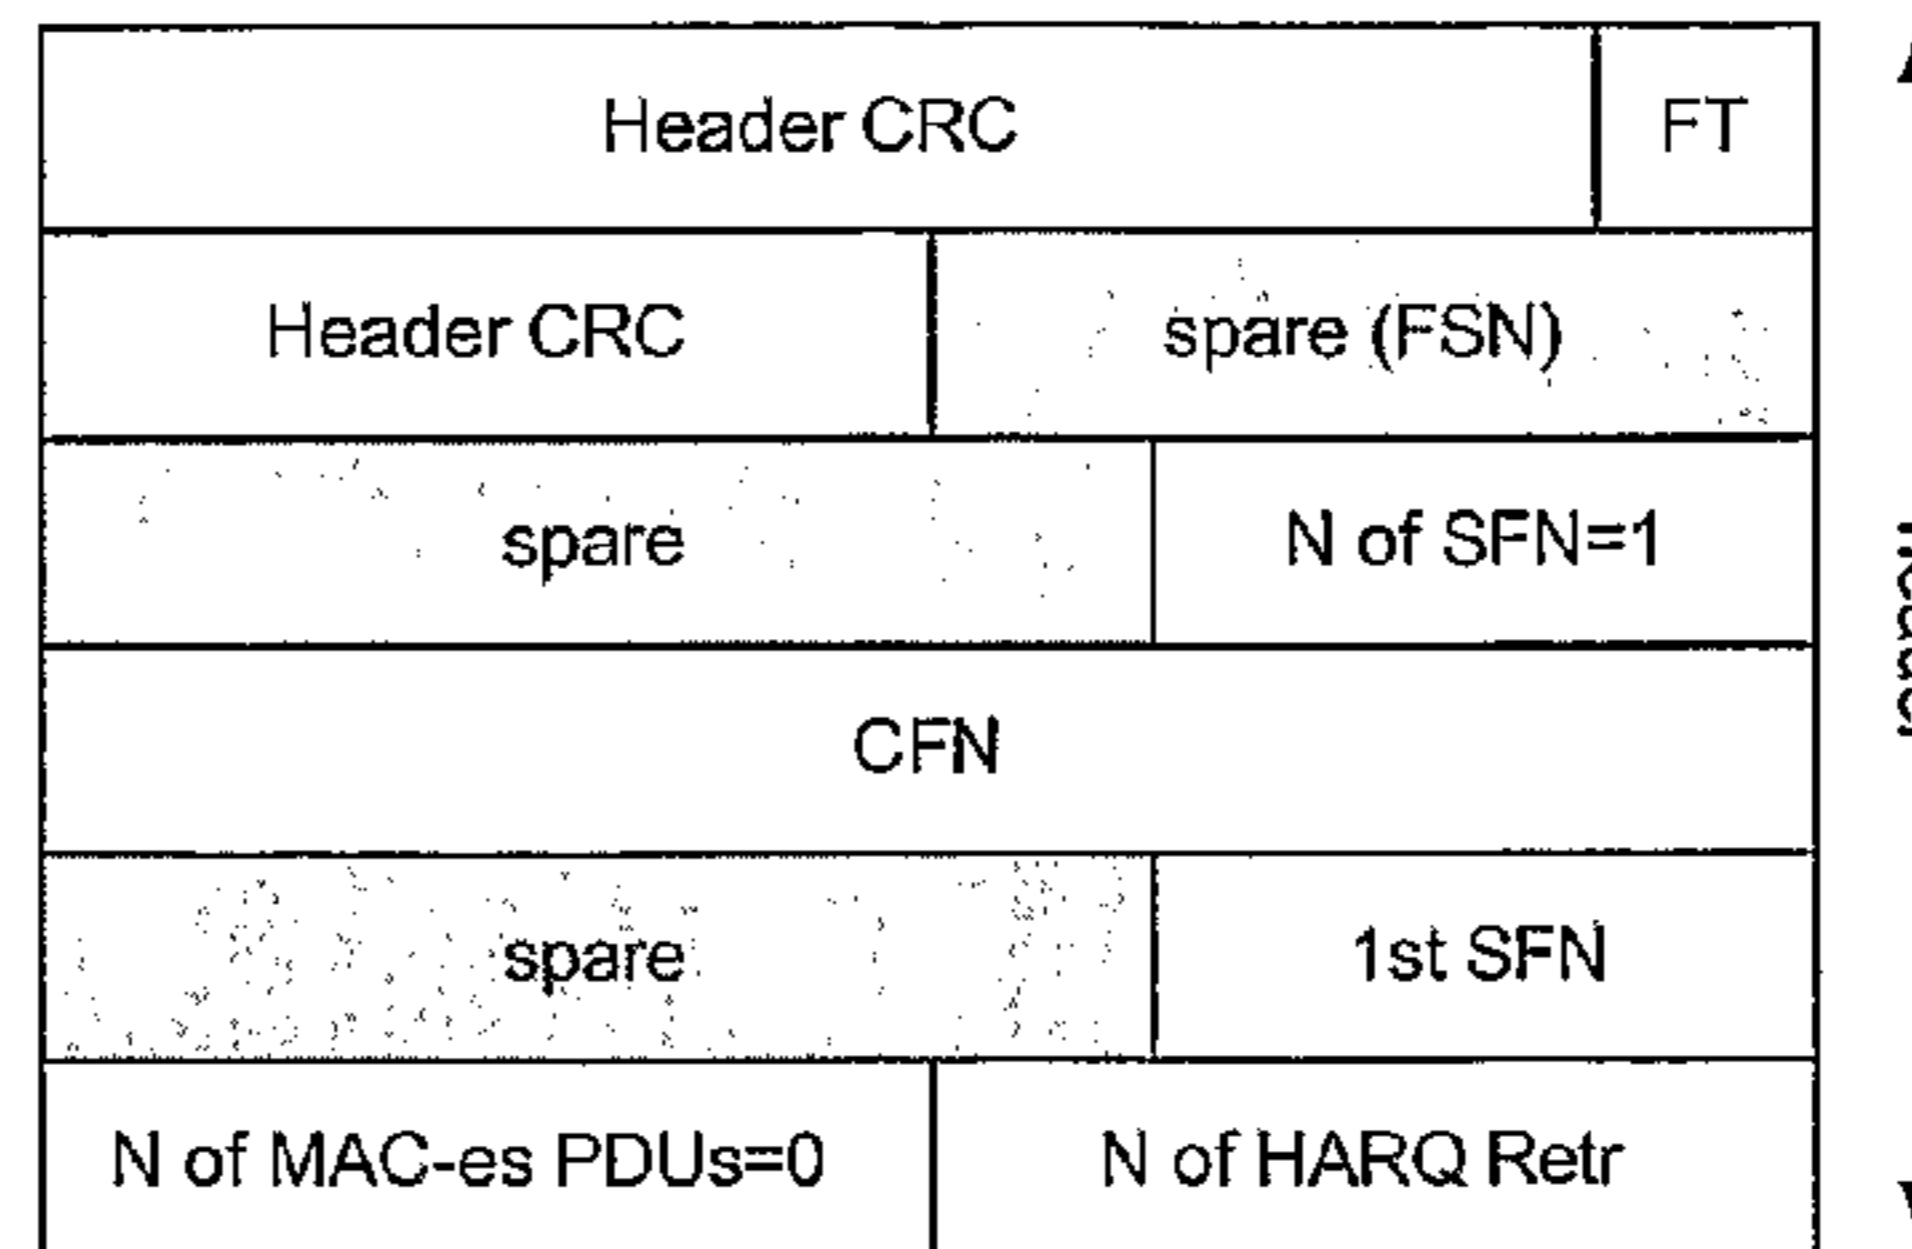 Header CRC FT
Header CRC spare (FSN)
spare N of SFN=1
CFN
spare 1st SFN
N of MAC-es PDUs=0 N of HARQ Retr